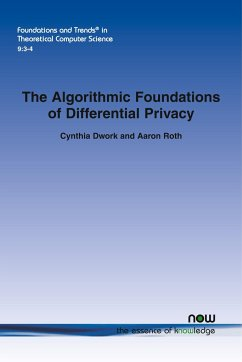 Foundations and Trends® in
Theoretical Computer Science
9:3-4
The Algorithmic Foundations
of Differential Privacy
Cynthia Dwork and Aaron Roth
now
the essence of knowledge